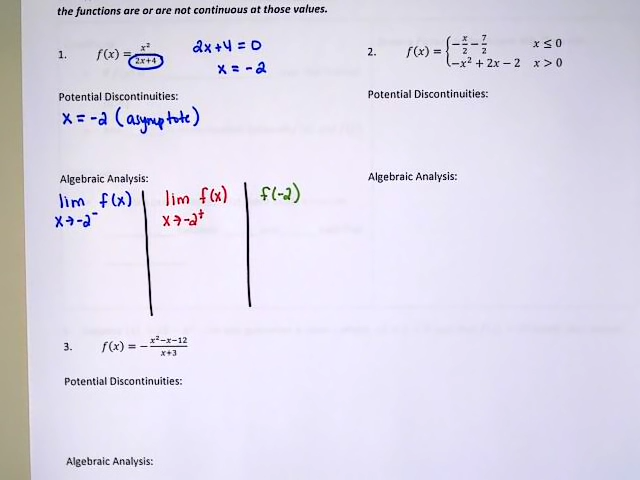 the functions are or are not continuous at those values.
1. f(x) = x²/(2x+4) 2x+4 = 0
x = -2
2. f(x) = { -x/2 - 7/2 x ≤ 0
-x² + 2x - 2 x > 0
Potential Discontinuities:
x = -2 (asymptote)
Potential Discontinuities:
Algebraic Analysis:
lim f(x) lim f(x) f(-2)
x→-2⁻ x→-2⁺
Algebraic Analysis:
3. f(x) = - (x²-x-12)/(x+3)
Potential Discontinuities:
Algebraic Analysis: